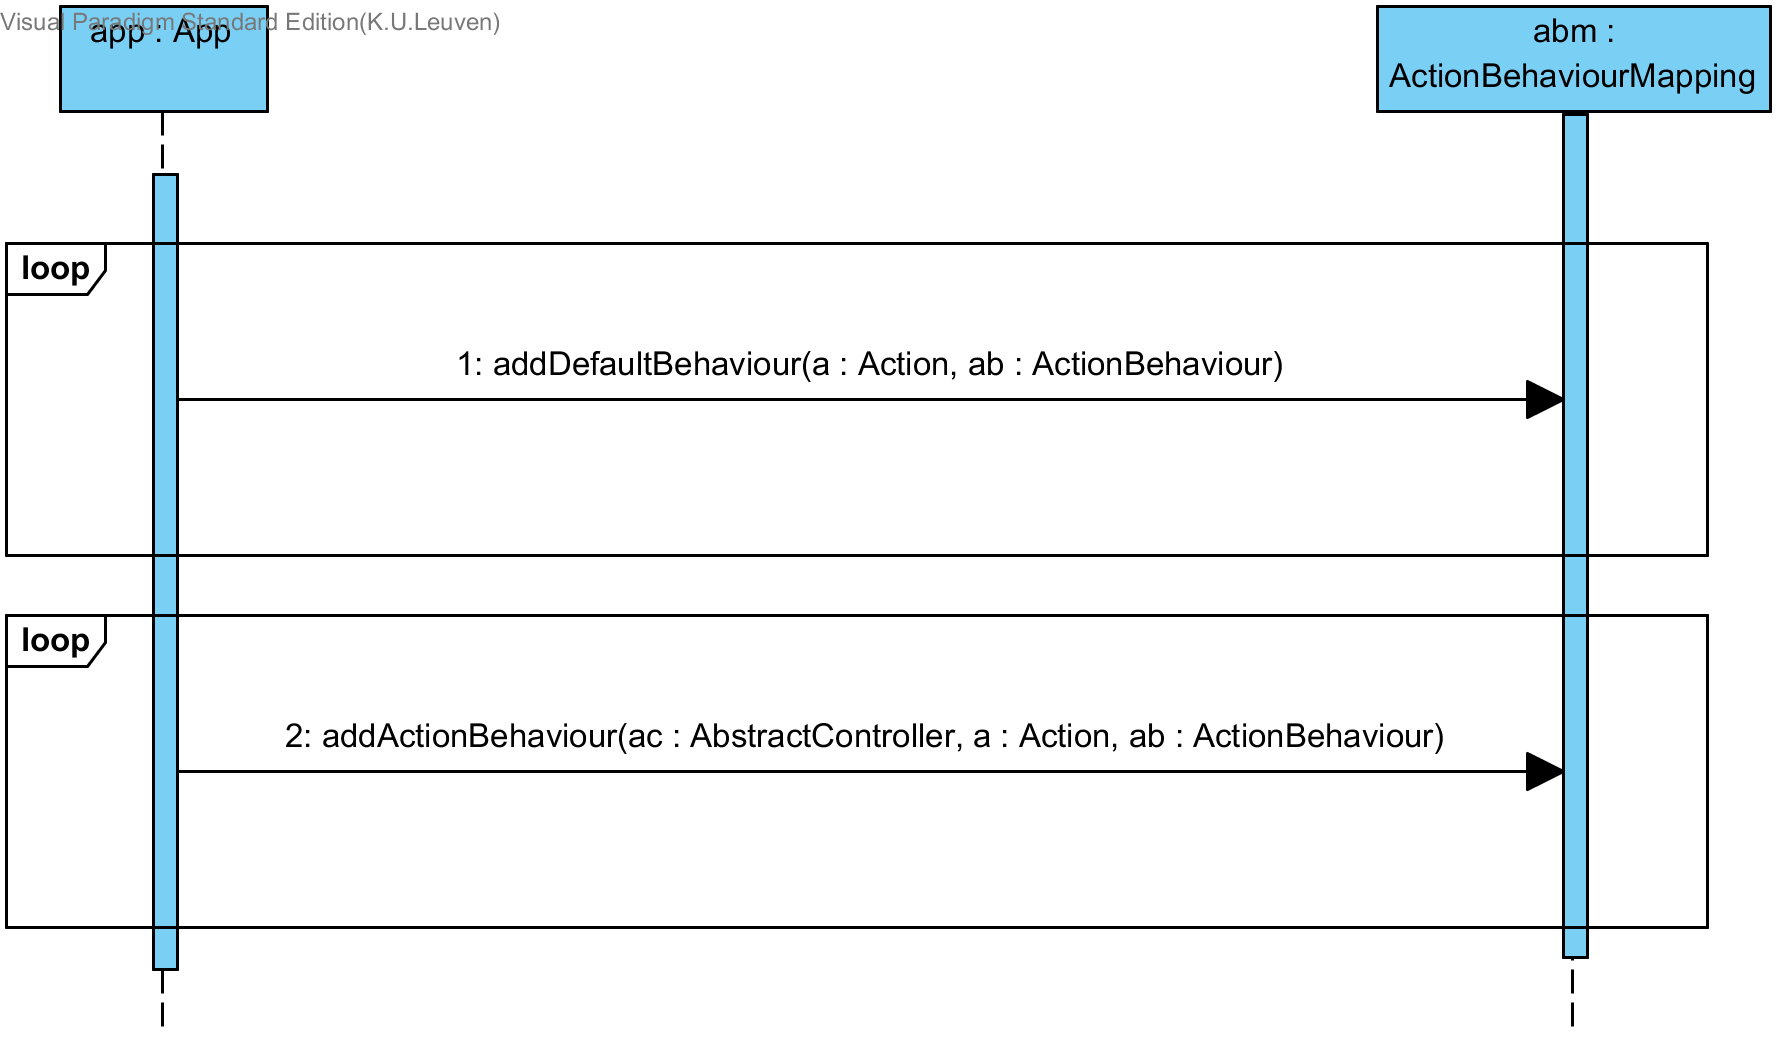 Visual Paradigm Standard Edition(K.U.Leuven)
app : App
abm :
ActionBehaviourMapping
loop
1: addDefaultBehaviour(a : Action, ab : ActionBehaviour)
loop
2: addActionBehaviour(ac : AbstractController, a : Action, ab : ActionBehaviour)